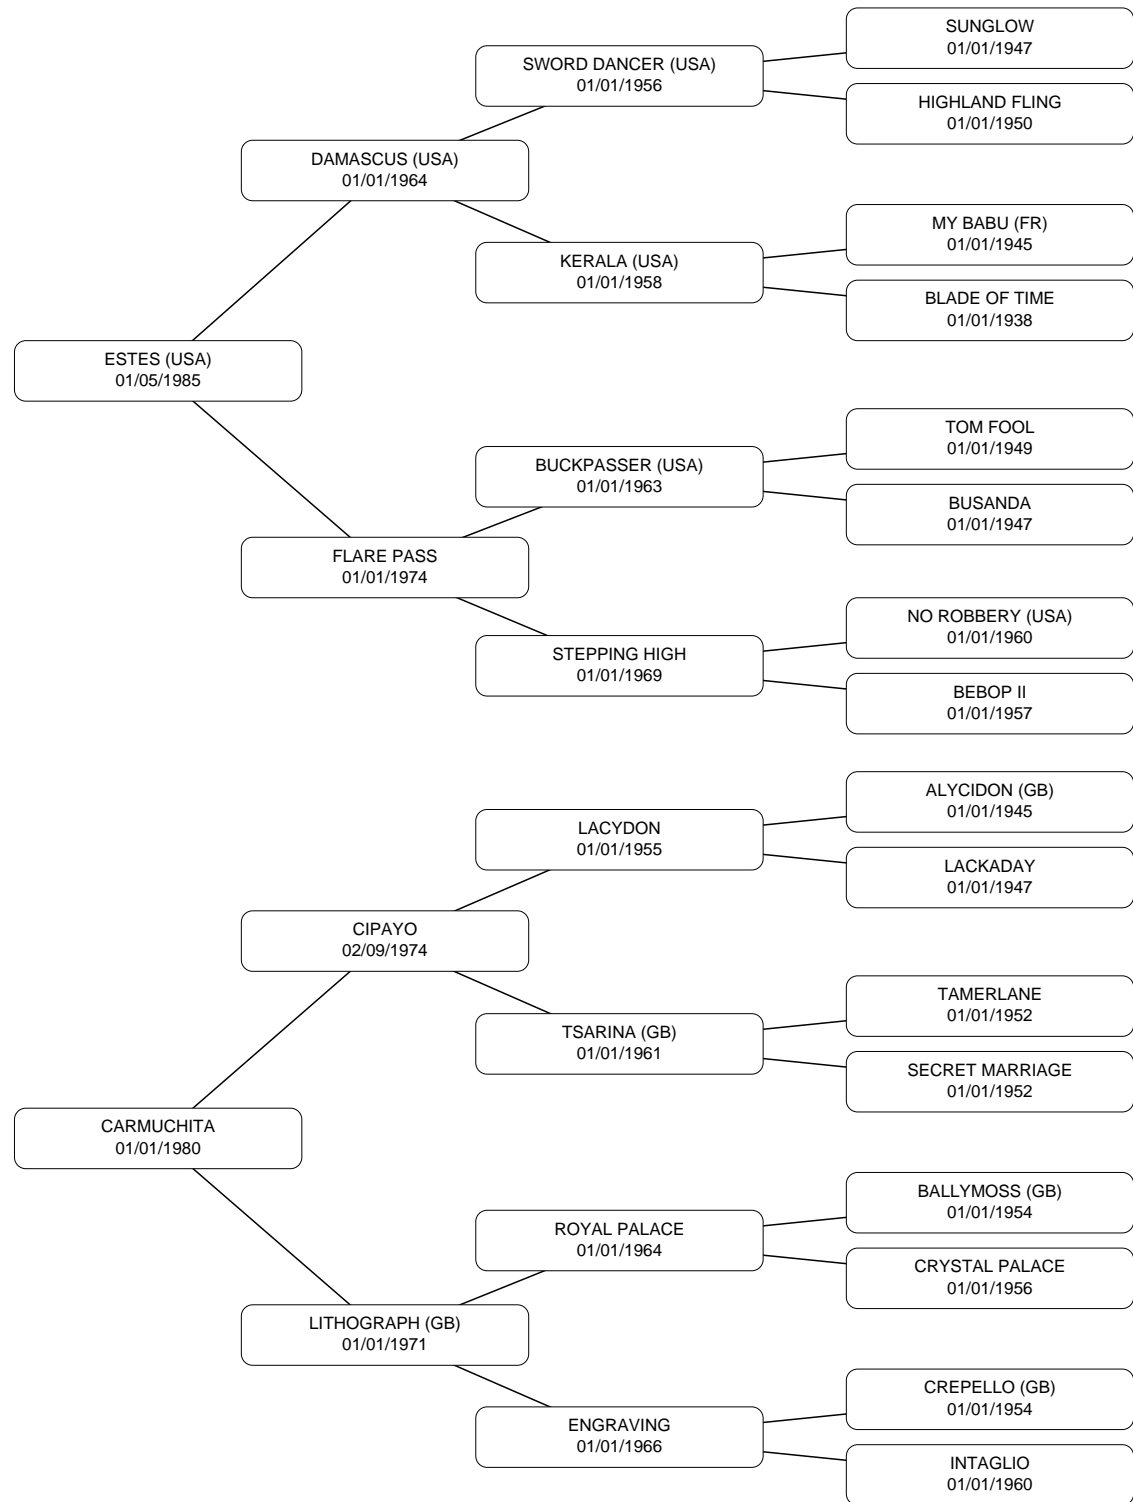 SUNGLOW
01/01/1947
SWORD DANCER (USA)
01/01/1956
HIGHLAND FLING
01/01/1950
DAMASCUS (USA)
01/01/1964
MY BABU (FR)
01/01/1945
KERALA (USA)
01/01/1958
BLADE OF TIME
01/01/1938
ESTES (USA)
01/05/1985
TOM FOOL
01/01/1949
BUCKPASSER (USA)
01/01/1963
BUSANDA
01/01/1947
FLARE PASS
01/01/1974
NO ROBBERY (USA)
01/01/1960
STEPPING HIGH
01/01/1969
BEBOP II
01/01/1957
ALYCIDON (GB)
01/01/1945
LACYDON
01/01/1955
LACKADAY
01/01/1947
CIPAYO
02/09/1974
TAMERLANE
01/01/1952
TSARINA (GB)
01/01/1961
SECRET MARRIAGE
01/01/1952
CARMUCHITA
01/01/1980
BALLYMOSS (GB)
01/01/1954
ROYAL PALACE
01/01/1964
CRYSTAL PALACE
01/01/1956
LITHOGRAPH (GB)
01/01/1971
CREPELLO (GB)
01/01/1954
ENGRAVING
01/01/1966
INTAGLIO
01/01/1960